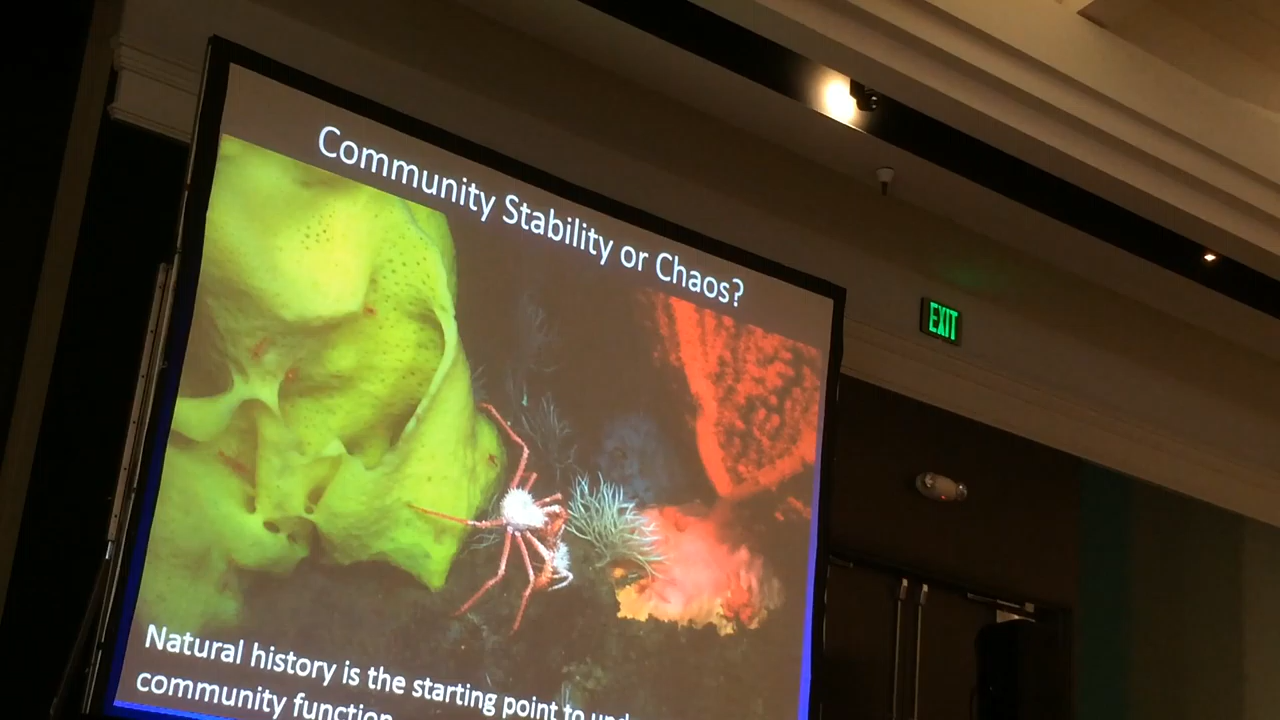 Community Stability or Chaos?
EXIT
Natural history is the starting point to
community function